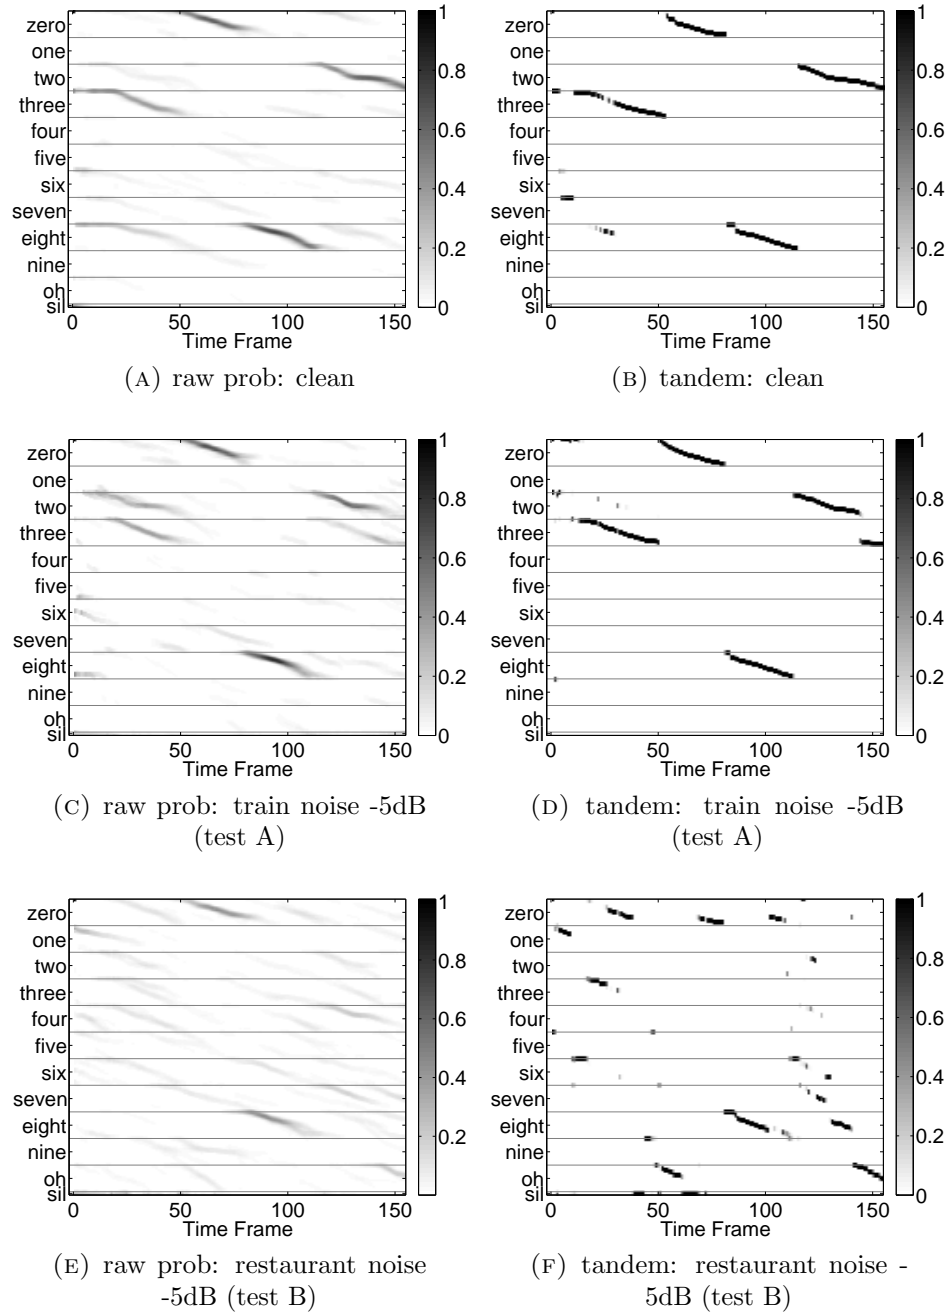 zero
one
two
three
four
five
six
seven
eight
nine
oh
sil
0 50 100 150
Time Frame
1
0.8
0.6
0.4
0.2
0
(A) raw prob: clean
zero
one
two
three
four
five
six
seven
eight
nine
oh
sil
0 50 100 150
Time Frame
1
0.8
0.6
0.4
0.2
0
(B) tandem: clean
zero
one
two
three
four
five
six
seven
eight
nine
oh
sil
0 50 100 150
Time Frame
1
0.8
0.6
0.4
0.2
0
(C) raw prob: train noise -5dB
(test A)
zero
one
two
three
four
five
six
seven
eight
nine
oh
sil
0 50 100 150
Time Frame
1
0.8
0.6
0.4
0.2
0
(D) tandem: train noise -5dB
(test A)
zero
one
two
three
four
five
six
seven
eight
nine
oh
sil
0 50 100 150
Time Frame
1
0.8
0.6
0.4
0.2
(E) raw prob: restaurant noise
-5dB (test B)
zero
one
two
three
four
five
six
seven
eight
nine
oh
sil
0 50 100 150
Time Frame
1
0.8
0.6
0.4
0.2
0
(F) tandem: restaurant noise -
5dB (test B)